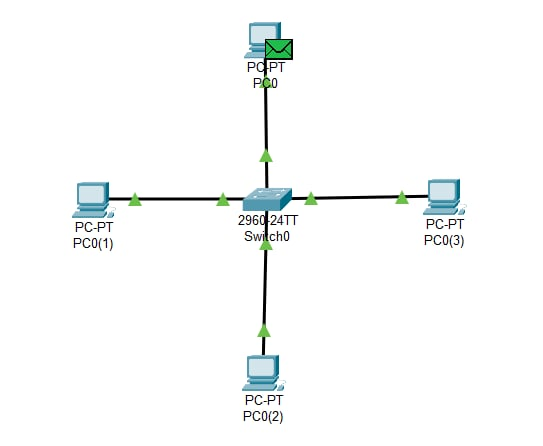 PC-PT
PC0
PC-PT
PC0(1)
2960-24TT
Switch0
PC-PT
PC0(3)
PC-PT
PC0(2)